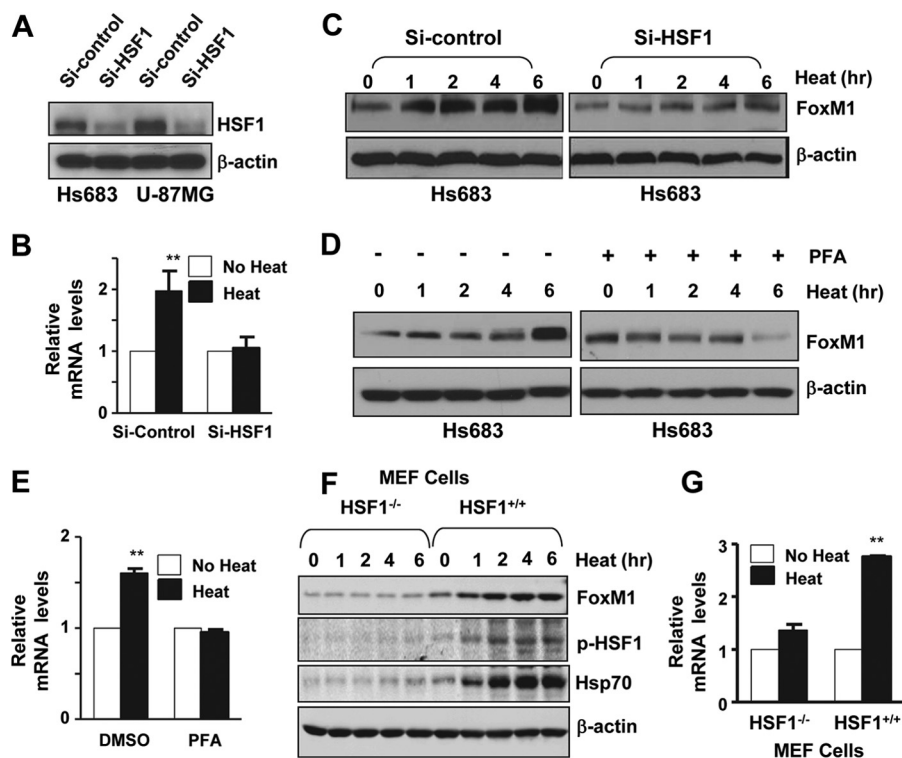 A
Si-control Si-HSF1 Si-control Si-HSF1
HSF1
β-actin
Hs683 U-87MG
B
Relative mRNA levels
2
1
0
**
No Heat
Heat
Si-Control Si-HSF1
C
Si-control Si-HSF1
0 1 2 4 6 0 1 2 4 6 Heat (hr)
FoxM1
β-actin
Hs683 Hs683
D
- - - - - + + + + + PFA
0 1 2 4 6 0 1 2 4 6 Heat (hr)
FoxM1
β-actin
Hs683 Hs683
E
Relative mRNA levels
2
1
0
**
No Heat
Heat
DMSO PFA
F
MEF Cells
HSF1-/- HSF1+/+
0 1 2 4 6 0 1 2 4 6 Heat (hr)
FoxM1
p-HSF1
Hsp70
β-actin
G
Relative mRNA levels
3
2
1
0
**
No Heat
Heat
HSF1-/- HSF1+/+
MEF Cells